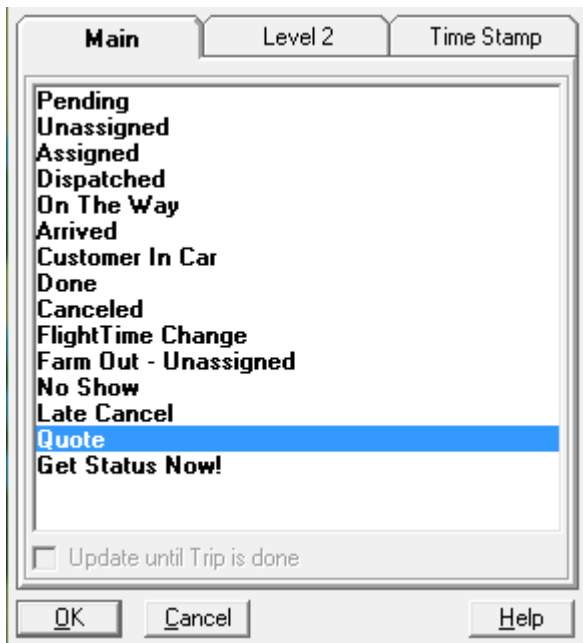 Main Level 2 Time Stamp
Pending
Unassigned
Assigned
Dispatched
On The Way
Arrived
Customer In Car
Done
Canceled
FlightTime Change
Farm Out - Unassigned
No Show
Late Cancel
Quote
Get Status Now!
Update until Trip is done
OK Cancel Help